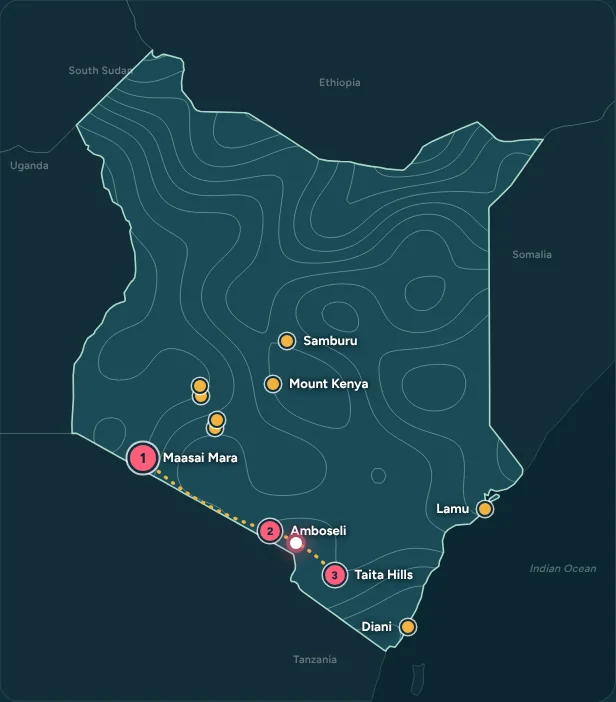 South Sudan
Ethiopia
Uganda
Somalia
Samburu
Mount Kenya
1 Maasai Mara
Lamu
2 Amboseli
Indian Ocean
3 Taita Hills
Diani
Tanzania